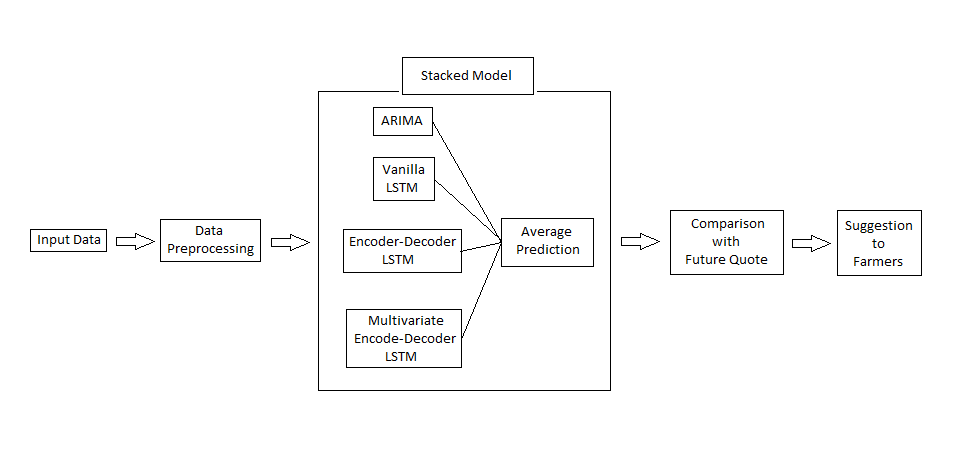 Stacked Model
ARIMA
Vanilla
LSTM
Input Data
Data
Preprocessing
Encoder-Decoder
LSTM
Multivariate
Encode-Decoder
LSTM
Average
Prediction
Comparison
with
Future Quote
Suggestion
to
Farmers